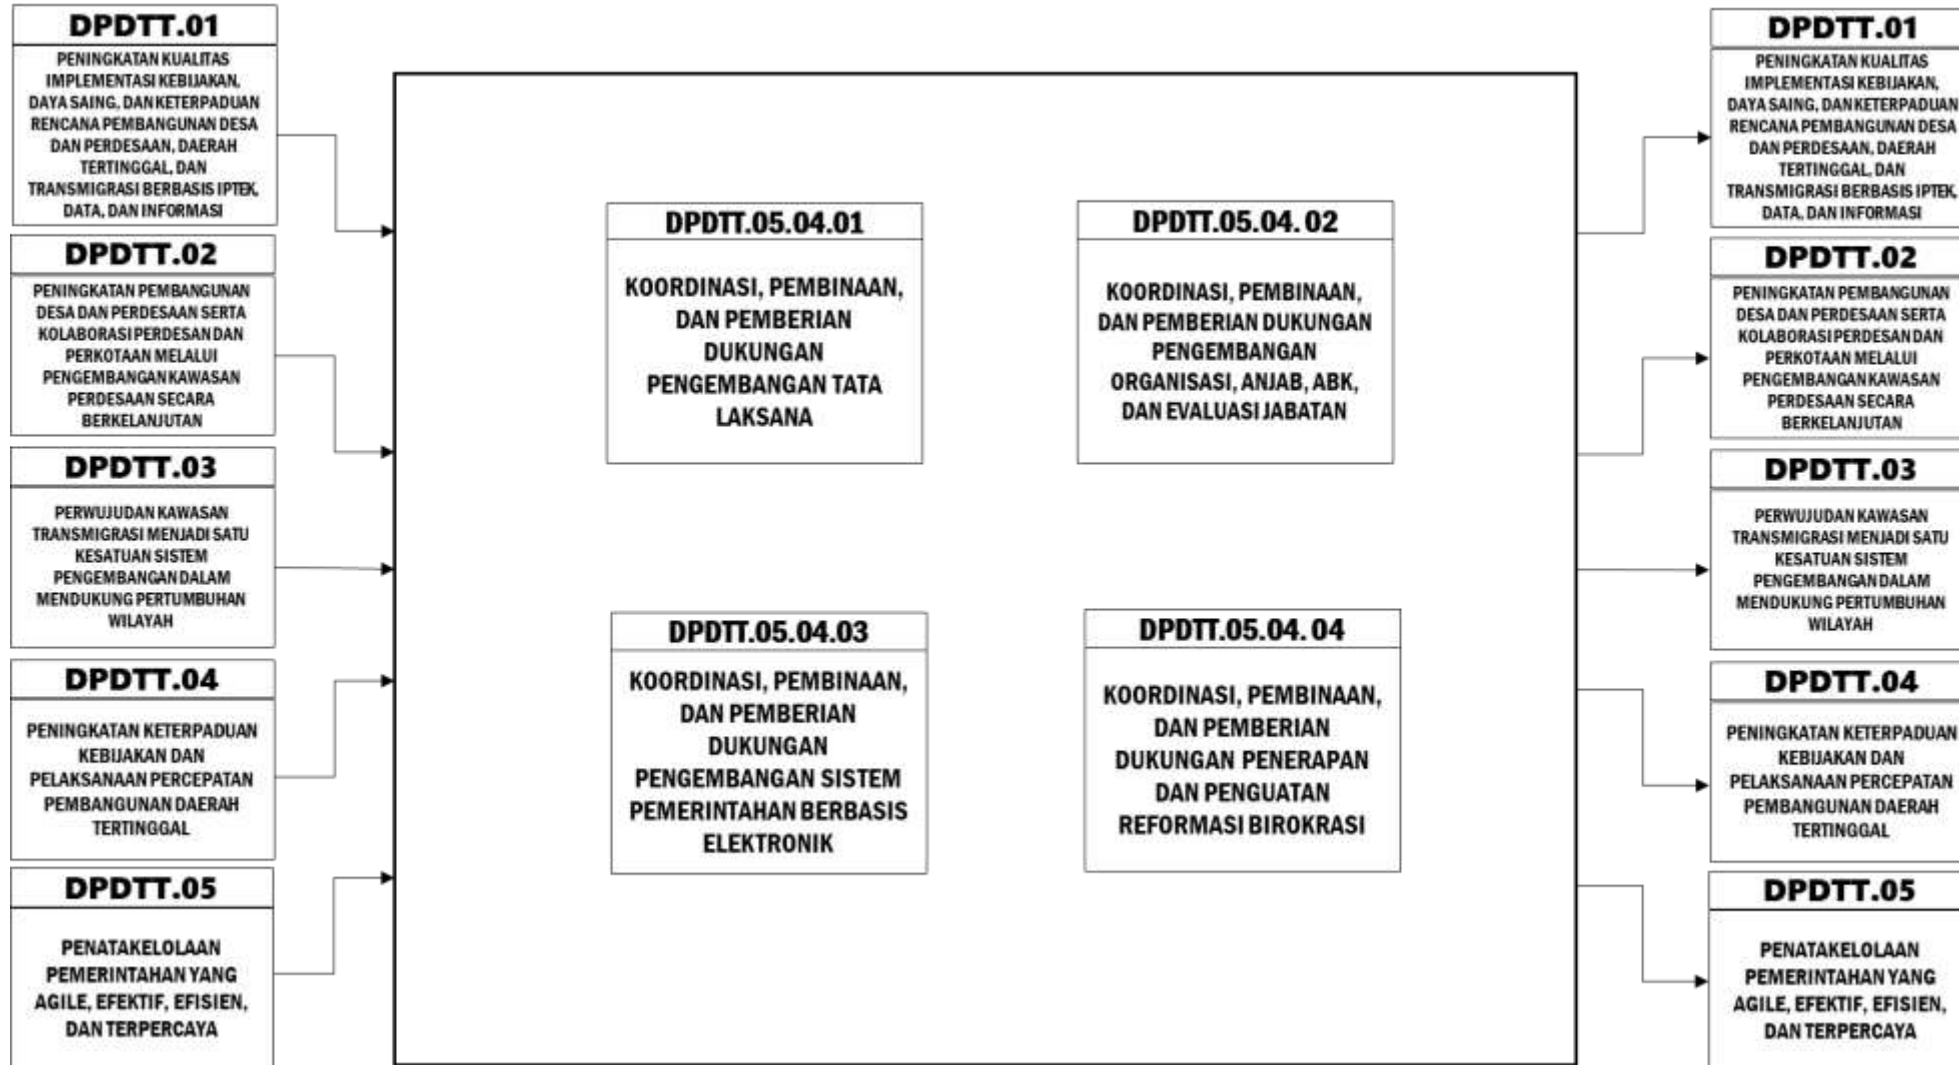 DPDTT.01
PENINGKATAN KUALITAS
IMPLEMENTASI KEBIJAKAN,
DAYA SAING, DAN KETERPADUAN
RENCANA PEMBANGUNAN DESA
DAN PERDESAAN, DAERAH
TERTINGGAL, DAN
TRANSMIGRASI BERBASIS IPTEK,
DATA, DAN INFORMASI
DPDTT.02
PENINGKATAN PEMBANGUNAN
DESA DAN PERDESAAN SERTA
KOLABORASI PERDESAN DAN
PERKOTAAN MELALUI
PENGEMBANGAN KAWASAN
PERDESAAN SECARA
BERKELANJUTAN
DPDTT.03
PERWUJUDAN KAWASAN
TRANSMIGRASI MENJADI SATU
KESATUAN SISTEM
PENGEMBANGAN DALAM
MENDUKUNG PERTUMBUHAN
WILAYAH
DPDTT.04
PENINGKATAN KETERPADUAN
KEBIJAKAN DAN
PELAKSANAAN PERCEPATAN
PEMBANGUNAN DAERAH
TERTINGGAL
DPDTT.05
PENATAKELOLAAN
PEMERINTAHAN YANG
AGILE, EFEKTIF, EFISIEN,
DAN TERPERCAYA
DPDTT.05.04.01
KOORDINASI, PEMBINAAN,
DAN PEMBERIAN
DUKUNGAN
PENGEMBANGAN TATA
LAKSANA
DPDTT.05.04.02
KOORDINASI, PEMBINAAN,
DAN PEMBERIAN DUKUNGAN
PENGEMBANGAN
ORGANISASI, ANJAB, ABK,
DAN EVALUASI JABATAN
DPDTT.05.04.03
KOORDINASI, PEMBINAAN,
DAN PEMBERIAN
DUKUNGAN
PENGEMBANGAN SISTEM
PEMERINTAHAN BERBASIS
ELEKTRONIK
DPDTT.05.04.04
KOORDINASI, PEMBINAAN,
DAN PEMBERIAN
DUKUNGAN PENERAPAN
DAN PENGUATAN
REFORMASI BIROKRASI
DPDTT.01
PENINGKATAN KUALITAS
IMPLEMENTASI KEBIJAKAN,
DAYA SAING, DAN KETERPADUAN
RENCANA PEMBANGUNAN DESA
DAN PERDESAAN, DAERAH
TERTINGGAL, DAN
TRANSMIGRASI BERBASIS IPTEK,
DATA, DAN INFORMASI
DPDTT.02
PENINGKATAN PEMBANGUNAN
DESA DAN PERDESAAN SERTA
KOLABORASI PERDESAN DAN
PERKOTAAN MELALUI
PENGEMBANGAN KAWASAN
PERDESAAN SECARA
BERKELANJUTAN
DPDTT.03
PERWUJUDAN KAWASAN
TRANSMIGRASI MENJADI SATU
KESATUAN SISTEM
PENGEMBANGAN DALAM
MENDUKUNG PERTUMBUHAN
WILAYAH
DPDTT.04
PENINGKATAN KETERPADUAN
KEBIJAKAN DAN
PELAKSANAAN PERCEPATAN
PEMBANGUNAN DAERAH
TERTINGGAL
DPDTT.05
PENATAKELOLAAN
PEMERINTAHAN YANG
AGILE, EFEKTIF, EFISIEN,
DAN TERPERCAYA